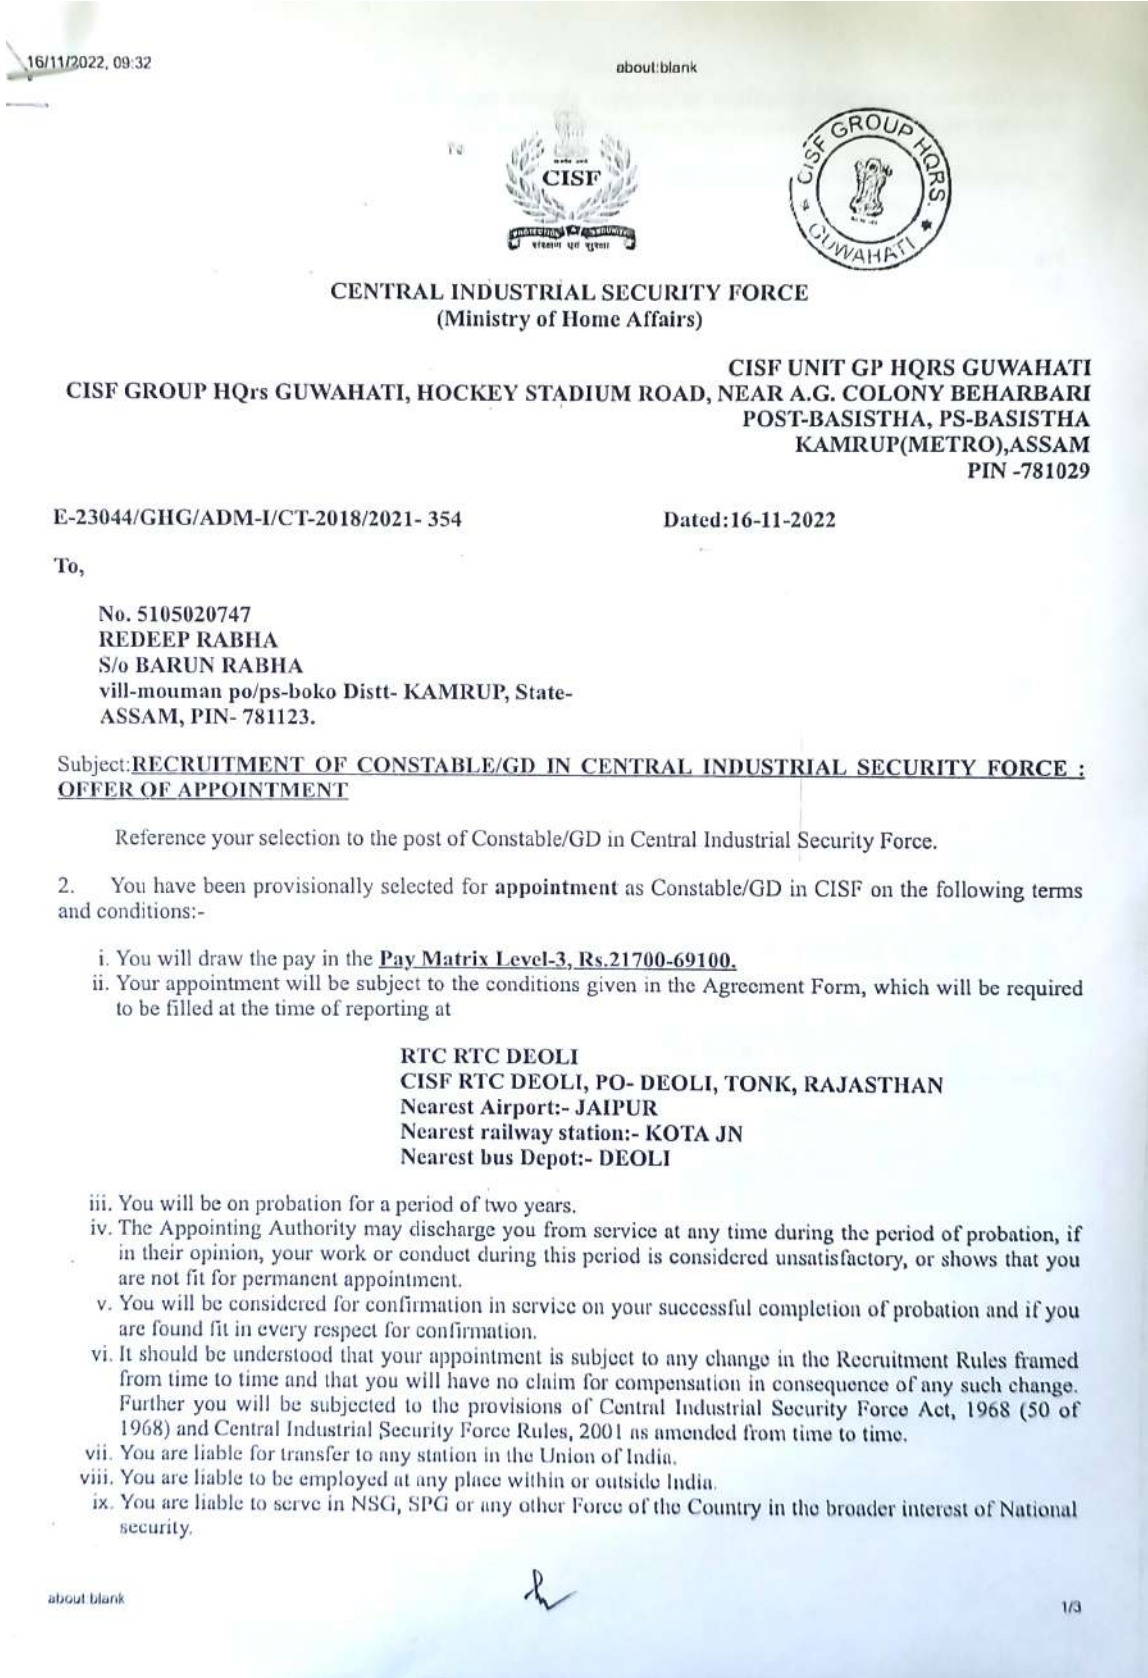 16/11/2022, 09:32
about:blank
CISF
संरक्षण एवं सुरक्षा
CISF GROUP HQRS.
GUWAHATI
CENTRAL INDUSTRIAL SECURITY FORCE
(Ministry of Home Affairs)
CISF UNIT GP HQRS GUWAHATI
CISF GROUP HQrs GUWAHATI, HOCKEY STADIUM ROAD, NEAR A.G. COLONY BEHARBARI
POST-BASISTHA, PS-BASISTHA
KAMRUP(METRO),ASSAM
PIN -781029
E-23044/GHG/ADM-I/CT-2018/2021- 354 Dated:16-11-2022
To,
No. 5105020747
REDEEP RABHA
S/o BARUN RABHA
vill-mouman po/ps-boko Distt- KAMRUP, State-
ASSAM, PIN- 781123.
Subject:RECRUITMENT OF CONSTABLE/GD IN CENTRAL INDUSTRIAL SECURITY FORCE :
OFFER OF APPOINTMENT
Reference your selection to the post of Constable/GD in Central Industrial Security Force.
2. You have been provisionally selected for appointment as Constable/GD in CISF on the following terms
and conditions:-
i. You will draw the pay in the Pay Matrix Level-3, Rs.21700-69100.
ii. Your appointment will be subject to the conditions given in the Agreement Form, which will be required
to be filled at the time of reporting at
RTC RTC DEOLI
CISF RTC DEOLI, PO- DEOLI, TONK, RAJASTHAN
Nearest Airport:- JAIPUR
Nearest railway station:- KOTA JN
Nearest bus Depot:- DEOLI
iii. You will be on probation for a period of two years.
iv. The Appointing Authority may discharge you from service at any time during the period of probation, if
in their opinion, your work or conduct during this period is considered unsatisfactory, or shows that you
are not fit for permanent appointment.
v. You will be considered for confirmation in service on your successful completion of probation and if you
are found fit in every respect for confirmation.
vi. It should be understood that your appointment is subject to any change in the Recruitment Rules framed
from time to time and that you will have no claim for compensation in consequence of any such change.
Further you will be subjected to the provisions of Central Industrial Security Force Act, 1968 (50 of
1968) and Central Industrial Security Force Rules, 2001 as amended from time to time.
vii. You are liable for transfer to any station in the Union of India.
viii. You are liable to be employed at any place within or outside India.
ix. You are liable to serve in NSG, SPG or any other Force of the Country in the broader interest of National
security.
about:blank
1/3